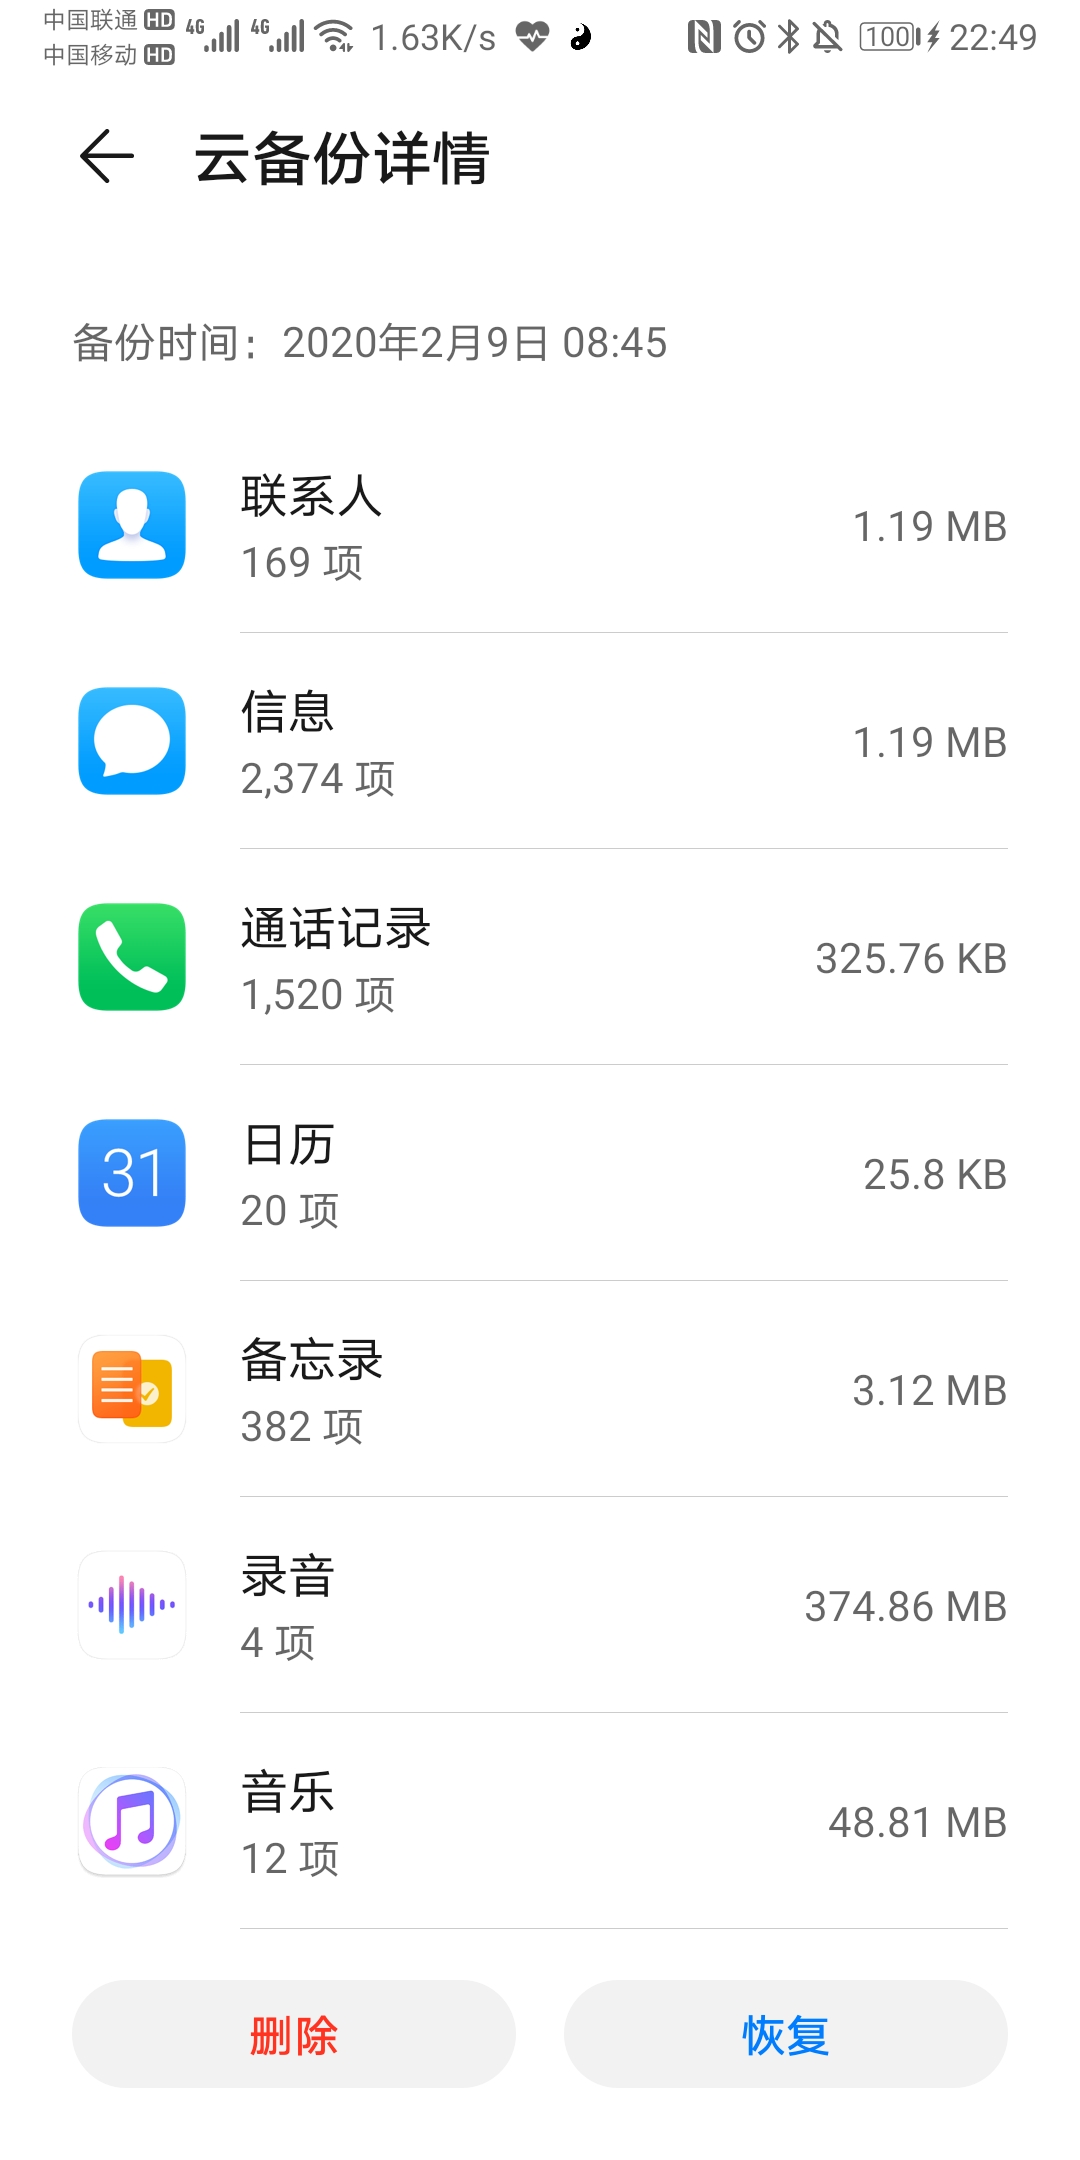 中国联通 HD 4G 4G 1.63K/s 100 22:49
中国移动 HD
云备份详情
备份时间：2020年2月9日 08:45
联系人
169 项
1.19 MB
信息
2,374 项
1.19 MB
通话记录
1,520 项
325.76 KB
31
日历
20 项
25.8 KB
备忘录
382 项
3.12 MB
录音
4 项
374.86 MB
音乐
12 项
48.81 MB
删除
恢复